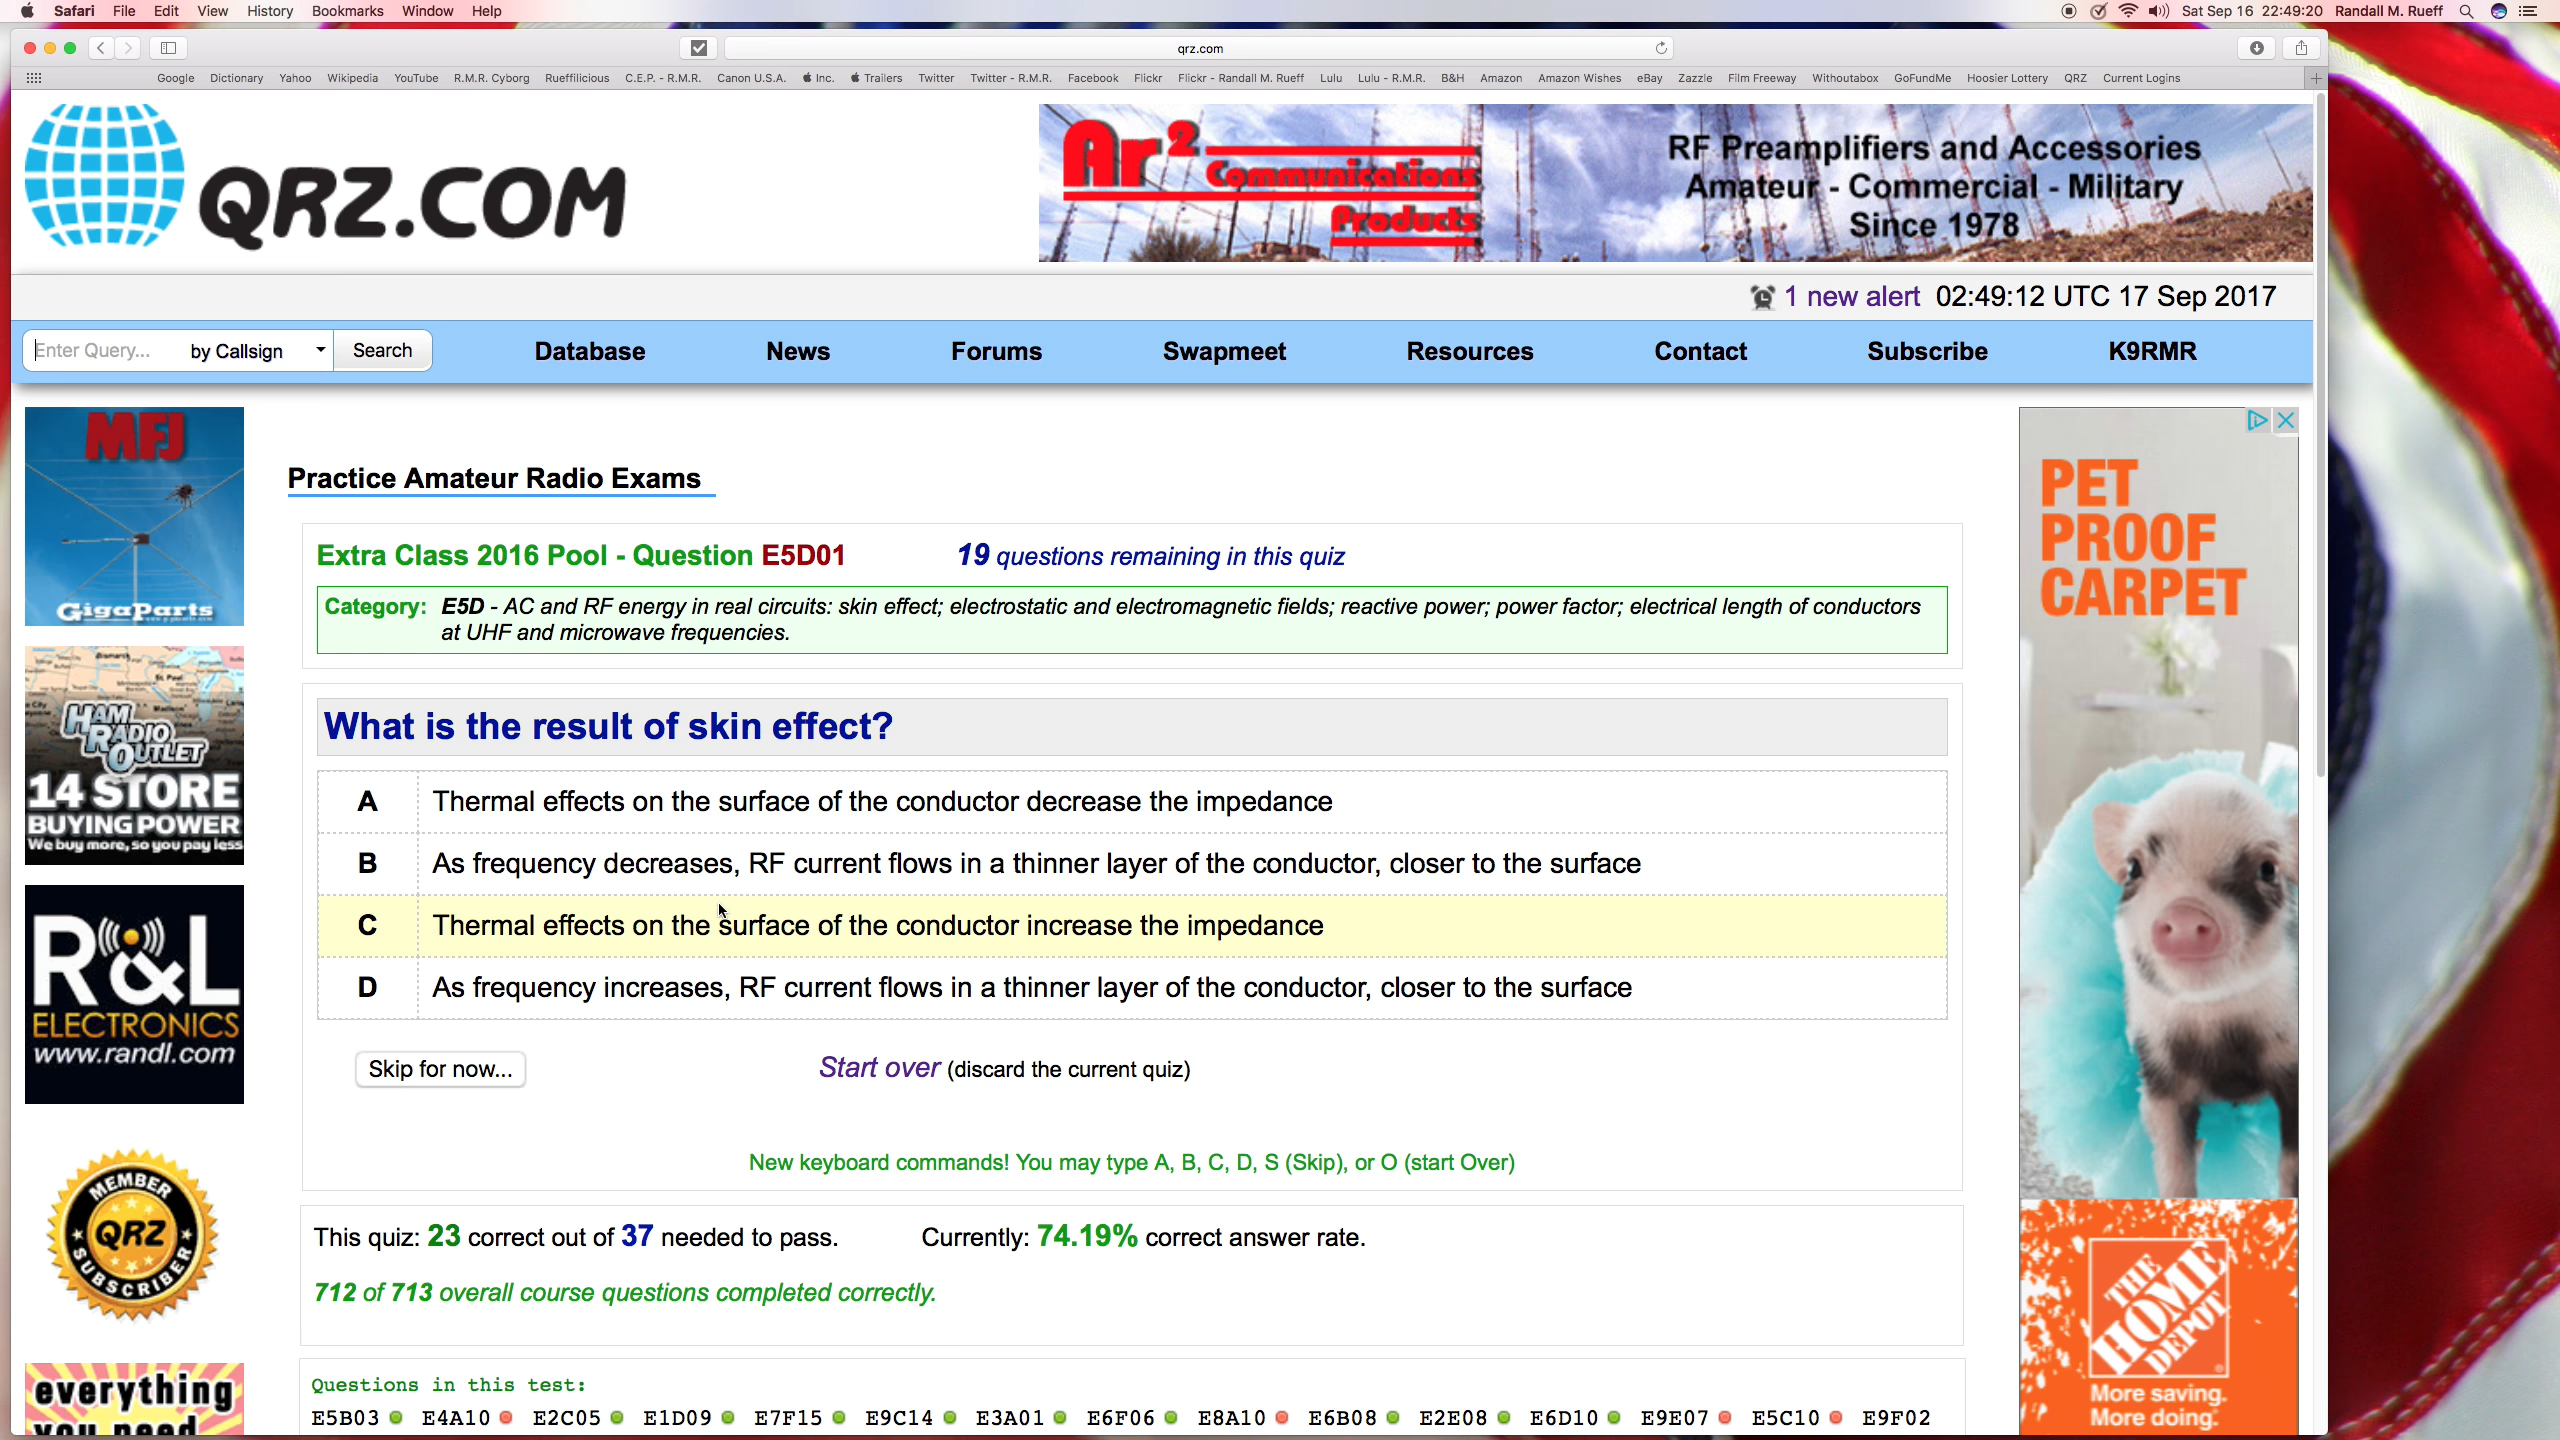 Safari File Edit View History Bookmarks Window Help
Sat Sep 16 22:49:20 Randall M. Rueff
qrz.com
Google Dictionary Yahoo Wikipedia YouTube R.M.R. Cyborg Rueffilicious C.E.P. - R.M.R. Canon U.S.A. Inc. Trailers Twitter Twitter - R.M.R. Facebook Flickr Flickr - Randall M. Rueff Lulu Lulu - R.M.R. B&H Amazon Amazon Wishes eBay Zazzle Film Freeway Withoutabox GoFundMe Hoosier Lottery QRZ Current Logins
QRZ.COM
Ar2
Communications
Products
RF Preamplifiers and Accessories
Amateur - Commercial - Military
Since 1978
1 new alert 02:49:12 UTC 17 Sep 2017
Enter Query... by Callsign Search Database News Forums Swapmeet Resources Contact Subscribe K9RMR
MFJ
GigaParts
HAM
RADIO
OUTLET
14 STORE
BUYING POWER
We buy more, so you pay less
R&L
ELECTRONICS
www.randl.com
MEMBER
QRZ
SUBSCRIBER
everything
you need
Practice Amateur Radio Exams
Extra Class 2016 Pool - Question E5D01 19 questions remaining in this quiz
Category: E5D - AC and RF energy in real circuits: skin effect; electrostatic and electromagnetic fields; reactive power; power factor; electrical length of conductors
at UHF and microwave frequencies.
What is the result of skin effect?
A Thermal effects on the surface of the conductor decrease the impedance
B As frequency decreases, RF current flows in a thinner layer of the conductor, closer to the surface
C Thermal effects on the surface of the conductor increase the impedance
D As frequency increases, RF current flows in a thinner layer of the conductor, closer to the surface
Skip for now... Start over (discard the current quiz)
New keyboard commands! You may type A, B, C, D, S (Skip), or O (start Over)
This quiz: 23 correct out of 37 needed to pass. Currently: 74.19% correct answer rate.
712 of 713 overall course questions completed correctly.
Questions in this test:
E5B03 E4A10 E2C05 E1D09 E7F15 E9C14 E3A01 E6F06 E8A10 E6B08 E2E08 E6D10 E9E07 E5C10 E9F02
PET
PROOF
CARPET
THE
HOME
DEPOT
More saving.
More doing.